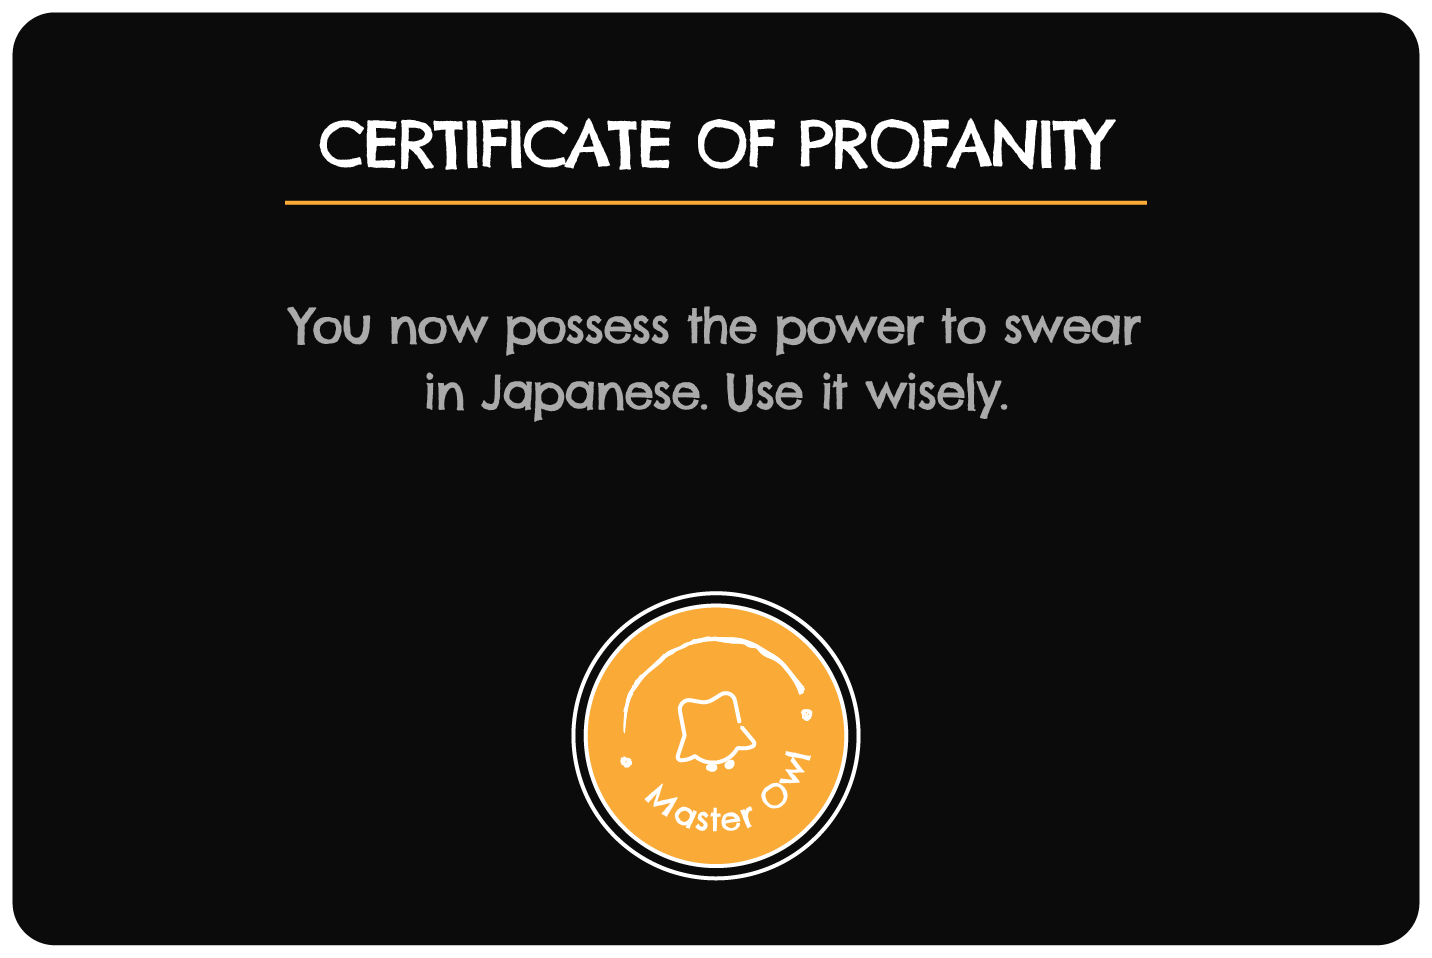 CERTIFICATE OF PROFANITY
You now possess the power to swear
in Japanese. Use it wisely.
Master Owl